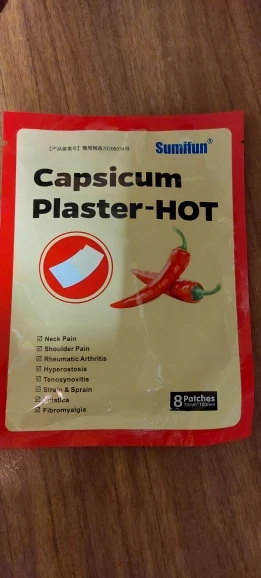 Sumifun®
Capsicum
Plaster-HOT
☑ Neck Pain
☑ Shoulder Pain
☑ Rheumatic Arthritis
☑ Hyperostosis
☑ Tenosynovitis
☑ Strain & Sprain
☑ Sciatica
☑ Fibromyalgia
8 Patches